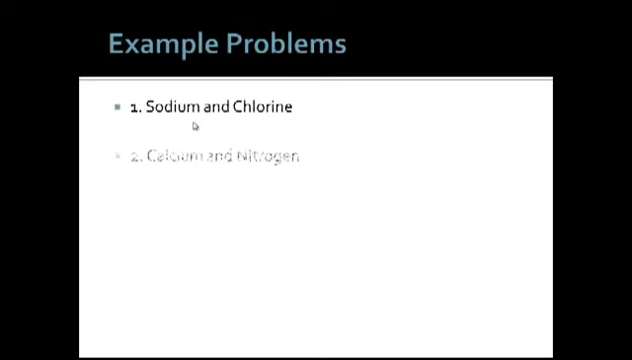 Example Problems
1. Sodium and Chlorine
2. Calcium and Nitrogen